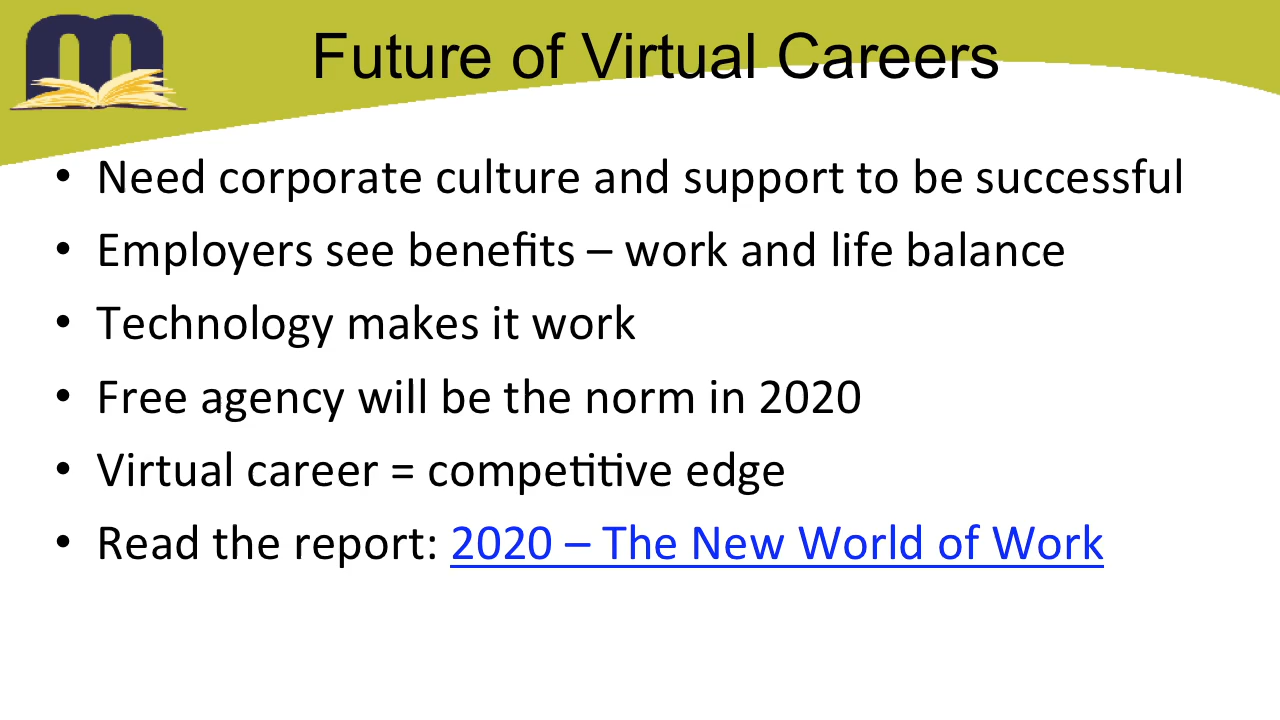 Future of Virtual Careers
• Need corporate culture and support to be successful
• Employers see benefits – work and life balance
• Technology makes it work
• Free agency will be the norm in 2020
• Virtual career = competitive edge
• Read the report: 2020 – The New World of Work